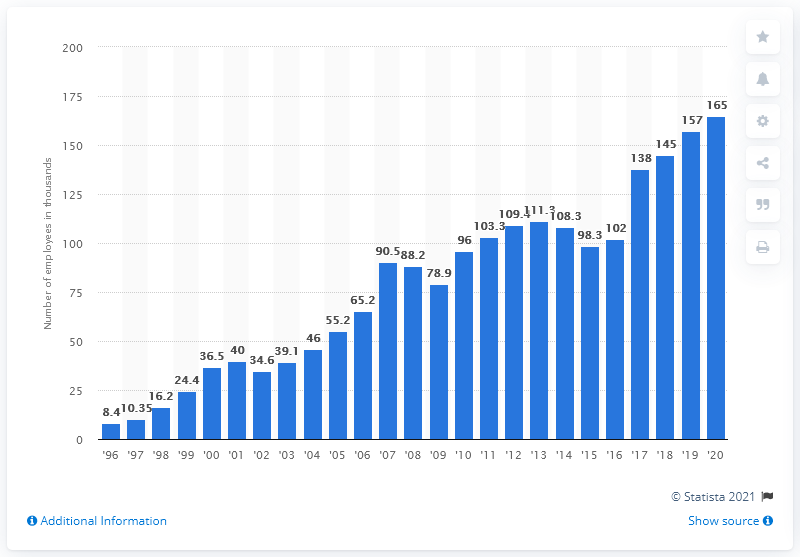 Number of employees in thousands
200
175
150
125
100
75
50
25
0
8.4 10.35 16.2 24.4 36.5 40 34.6 39.1 46 55.2 65.2 90.5 88.2 78.9 96 103.3 109.4 111.3 108.3 98.3 102 138 145 157 165
'96 '97 '98 '99 '00 '01 '02 '03 '04 '05 '06 '07 '08 '09 '10 '11 '12 '13 '14 '15 '16 '17 '18 '19 '20
© Statista 2021
Additional Information
Show source